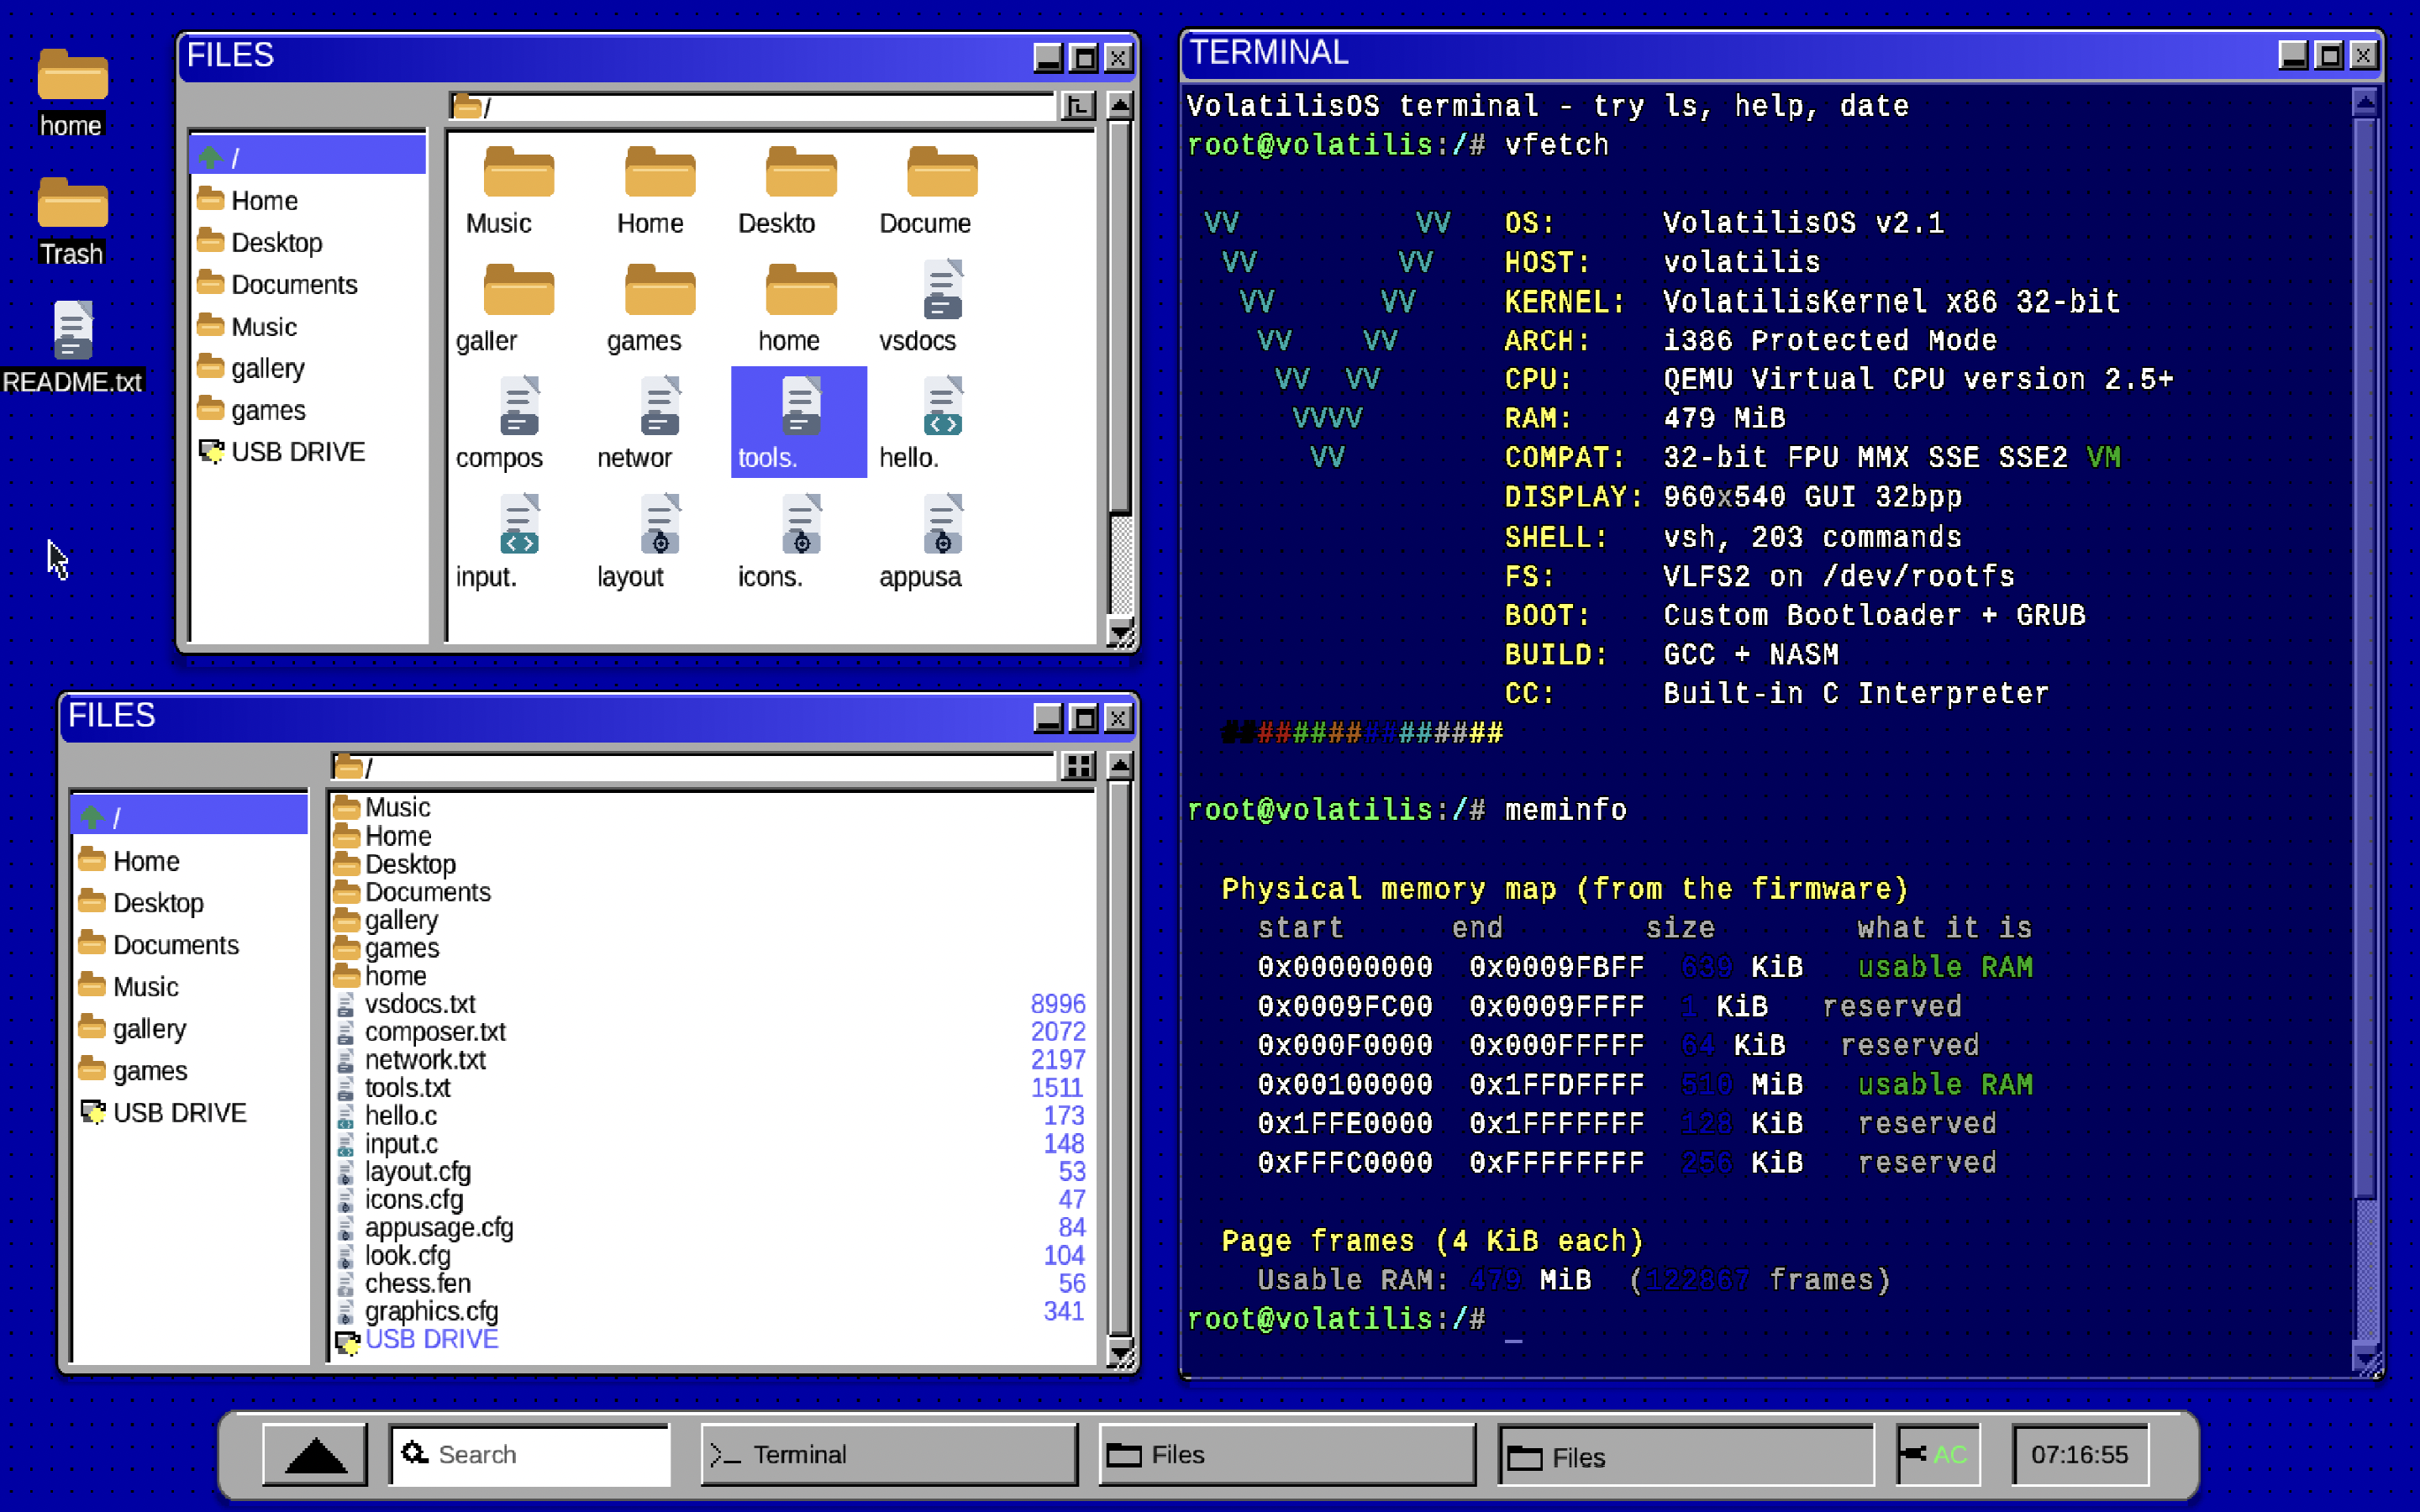 home
Trash
README.txt
FILES
/
/
Home
Desktop
Documents
Music
gallery
games
USB DRIVE
Music Home Deskto Docume
galler games home vsdocs
compos networ tools. hello.
input. layout icons. appusa
FILES
/
/
Home
Desktop
Documents
Music
gallery
games
USB DRIVE
Music
Home
Desktop
Documents
gallery
games
home
vsdocs.txt 8996
composer.txt 2072
network.txt 2197
tools.txt 1511
hello.c 173
input.c 148
layout.cfg 53
icons.cfg 47
appusage.cfg 84
look.cfg 104
chess.fen 56
graphics.cfg 341
USB DRIVE
TERMINAL
VolatilisOS terminal - try ls, help, date
root@volatilis:/# vfetch
VV VV OS: VolatilisOS v2.1
VV VV HOST: volatilis
VV VV KERNEL: VolatilisKernel x86 32-bit
VV VV ARCH: i386 Protected Mode
VV VV CPU: QEMU Virtual CPU version 2.5+
VVVV RAM: 479 MiB
VV COMPAT: 32-bit FPU MMX SSE SSE2 VM
DISPLAY: 960x540 GUI 32bpp
SHELL: vsh, 203 commands
FS: VLFS2 on /dev/rootfs
BOOT: Custom Bootloader + GRUB
BUILD: GCC + NASM
CC: Built-in C Interpreter
################
root@volatilis:/# meminfo
Physical memory map (from the firmware)
start end size what it is
0x00000000 0x0009FBFF 639 KiB usable RAM
0x0009FC00 0x0009FFFF 1 KiB reserved
0x000F0000 0x000FFFFF 64 KiB reserved
0x00100000 0x1FFDFFFF 510 MiB usable RAM
0x1FFE0000 0x1FFFFFFF 128 KiB reserved
0xFFFC0000 0xFFFFFFFF 256 KiB reserved
Page frames (4 KiB each)
Usable RAM: 479 MiB (122867 frames)
root@volatilis:/# _
Search
Terminal
Files
Files
AC
07:16:55